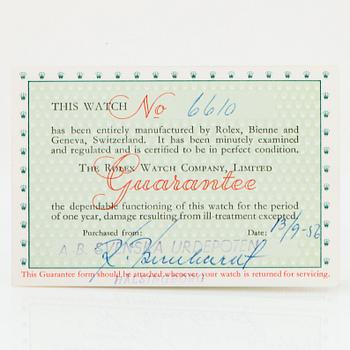 THIS WATCH No 6610
has been entirely manufactured by Rolex, Bienne and
Geneva, Switzerland. It has been minutely examined
and regulated and is certified to be in perfect condition.
THE ROLEX WATCH COMPANY, LIMITED
Guarantee
the dependable functioning of this watch for the period
of one year, damage resulting from ill-treatment excepted.
Purchased from: Date: 13/9-56
A.B. SVENSKA URDEPOTEN
HÄLSINGBORG
This Guarantee form should be attached whenever your watch is returned for servicing.